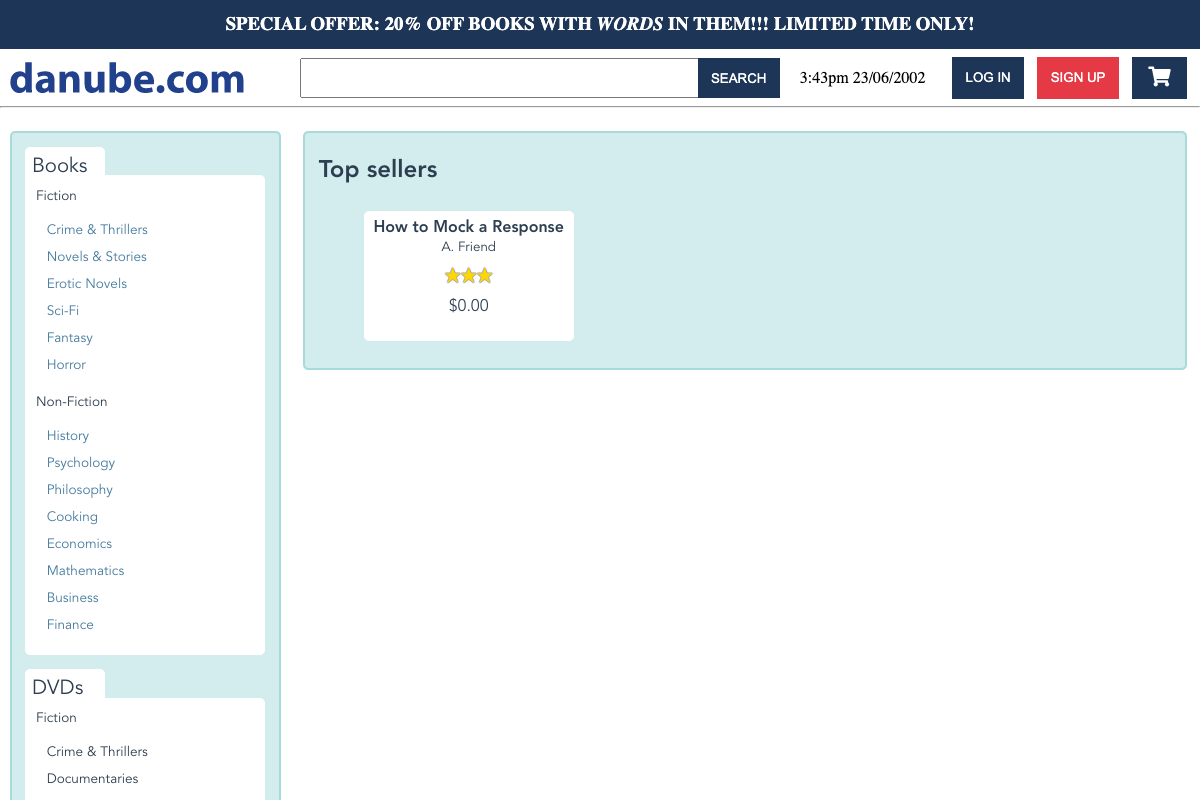 SPECIAL OFFER: 20% OFF BOOKS WITH WORDS IN THEM!!! LIMITED TIME ONLY!
danube.com
SEARCH
3:43pm 23/06/2002
LOG IN
SIGN UP
Books
Fiction
Crime & Thrillers
Novels & Stories
Erotic Novels
Sci-Fi
Fantasy
Horror
Non-Fiction
History
Psychology
Philosophy
Cooking
Economics
Mathematics
Business
Finance
DVDs
Fiction
Crime & Thrillers
Documentaries
Top sellers
How to Mock a Response
A. Friend
$0.00